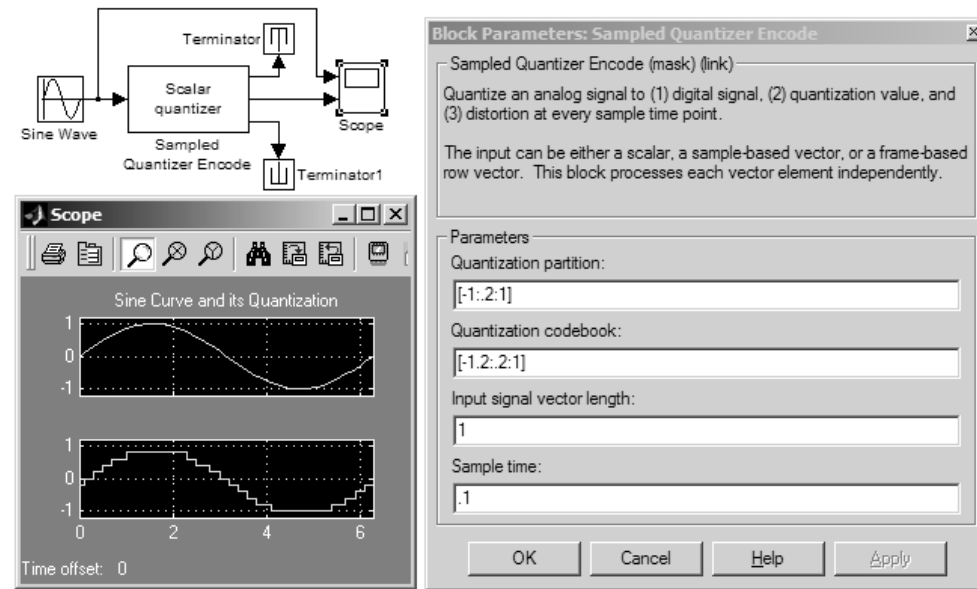 Terminator
Scalar
quantizer
Sine Wave
Scope
Sampled
Quantizer Encode
Terminator1
Scope
Sine Curve and its Quantization
1
0
-1
1
0
-1
0 2 4 6
Time offset: 0
Block Parameters: Sampled Quantizer Encode
Sampled Quantizer Encode (mask) (link)
Quantize an analog signal to (1) digital signal, (2) quantization value, and
(3) distortion at every sample time point.
The input can be either a scalar, a sample-based vector, or a frame-based
row vector. This block processes each vector element independently.
Parameters
Quantization partition:
[-1:.2:1]
Quantization codebook:
[-1.2:.2:1]
Input signal vector length:
1
Sample time:
.1
OK Cancel Help Apply